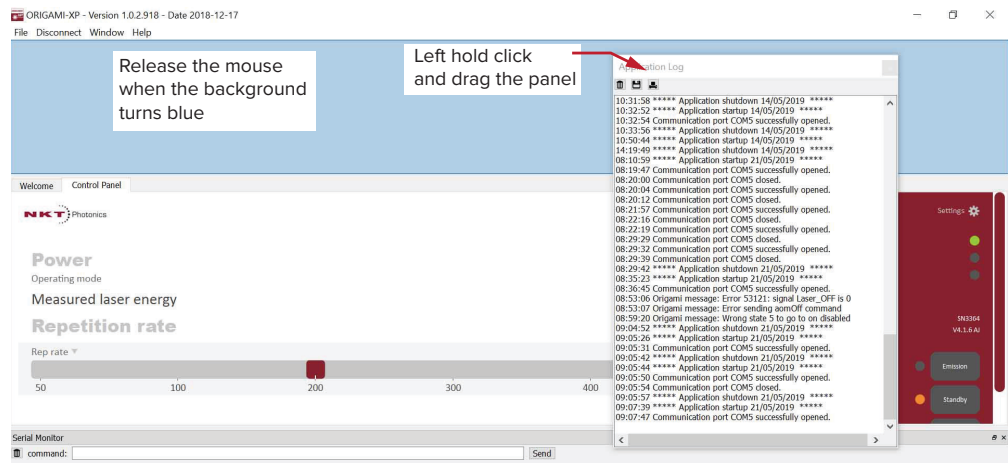 ORIGAMI-XP - Version 1.0.2.918 - Date 2018-12-17
File Disconnect Window Help
Release the mouse
when the background
turns blue
Left hold click
and drag the panel
Application Log
10:31:58 ***** Application shutdown 14/05/2019 *****
10:32:52 ***** Application startup 14/05/2019 *****
10:32:54 Communication port COM5 successfully opened.
10:33:56 ***** Application shutdown 14/05/2019 *****
10:50:44 ***** Application startup 14/05/2019 *****
14:19:49 ***** Application shutdown 14/05/2019 *****
08:10:59 ***** Application startup 21/05/2019 *****
08:19:47 Communication port COM5 successfully opened.
08:20:00 Communication port COM5 closed.
08:20:04 Communication port COM5 successfully opened.
08:20:12 Communication port COM5 closed.
08:21:57 Communication port COM5 successfully opened.
08:22:16 Communication port COM5 closed.
08:22:19 Communication port COM5 successfully opened.
08:29:29 Communication port COM5 closed.
08:29:32 Communication port COM5 successfully opened.
08:29:39 Communication port COM5 closed.
08:29:42 ***** Application shutdown 21/05/2019 *****
08:35:23 ***** Application startup 21/05/2019 *****
08:36:45 Communication port COM5 successfully opened.
08:53:06 Origami message: Error 53121: signal Laser_OFF is 0
08:53:07 Origami message: Error sending aomOff command
08:59:20 Origami message: Wrong state 5 to go to on disabled
09:04:52 ***** Application shutdown 21/05/2019 *****
09:05:26 ***** Application startup 21/05/2019 *****
09:05:31 Communication port COM5 successfully opened.
09:05:42 ***** Application shutdown 21/05/2019 *****
09:05:44 ***** Application startup 21/05/2019 *****
09:05:50 Communication port COM5 successfully opened.
09:05:54 Communication port COM5 closed.
09:05:57 ***** Application shutdown 21/05/2019 *****
09:07:39 ***** Application startup 21/05/2019 *****
09:07:47 Communication port COM5 successfully opened.
Welcome Control Panel
NKT Photonics
Settings
Power
Operating mode
Measured laser energy
Repetition rate
SN3364
V4.1.6 AJ
Rep rate
50 100 200 300 400
Emission
Standby
Serial Monitor
command:
Send